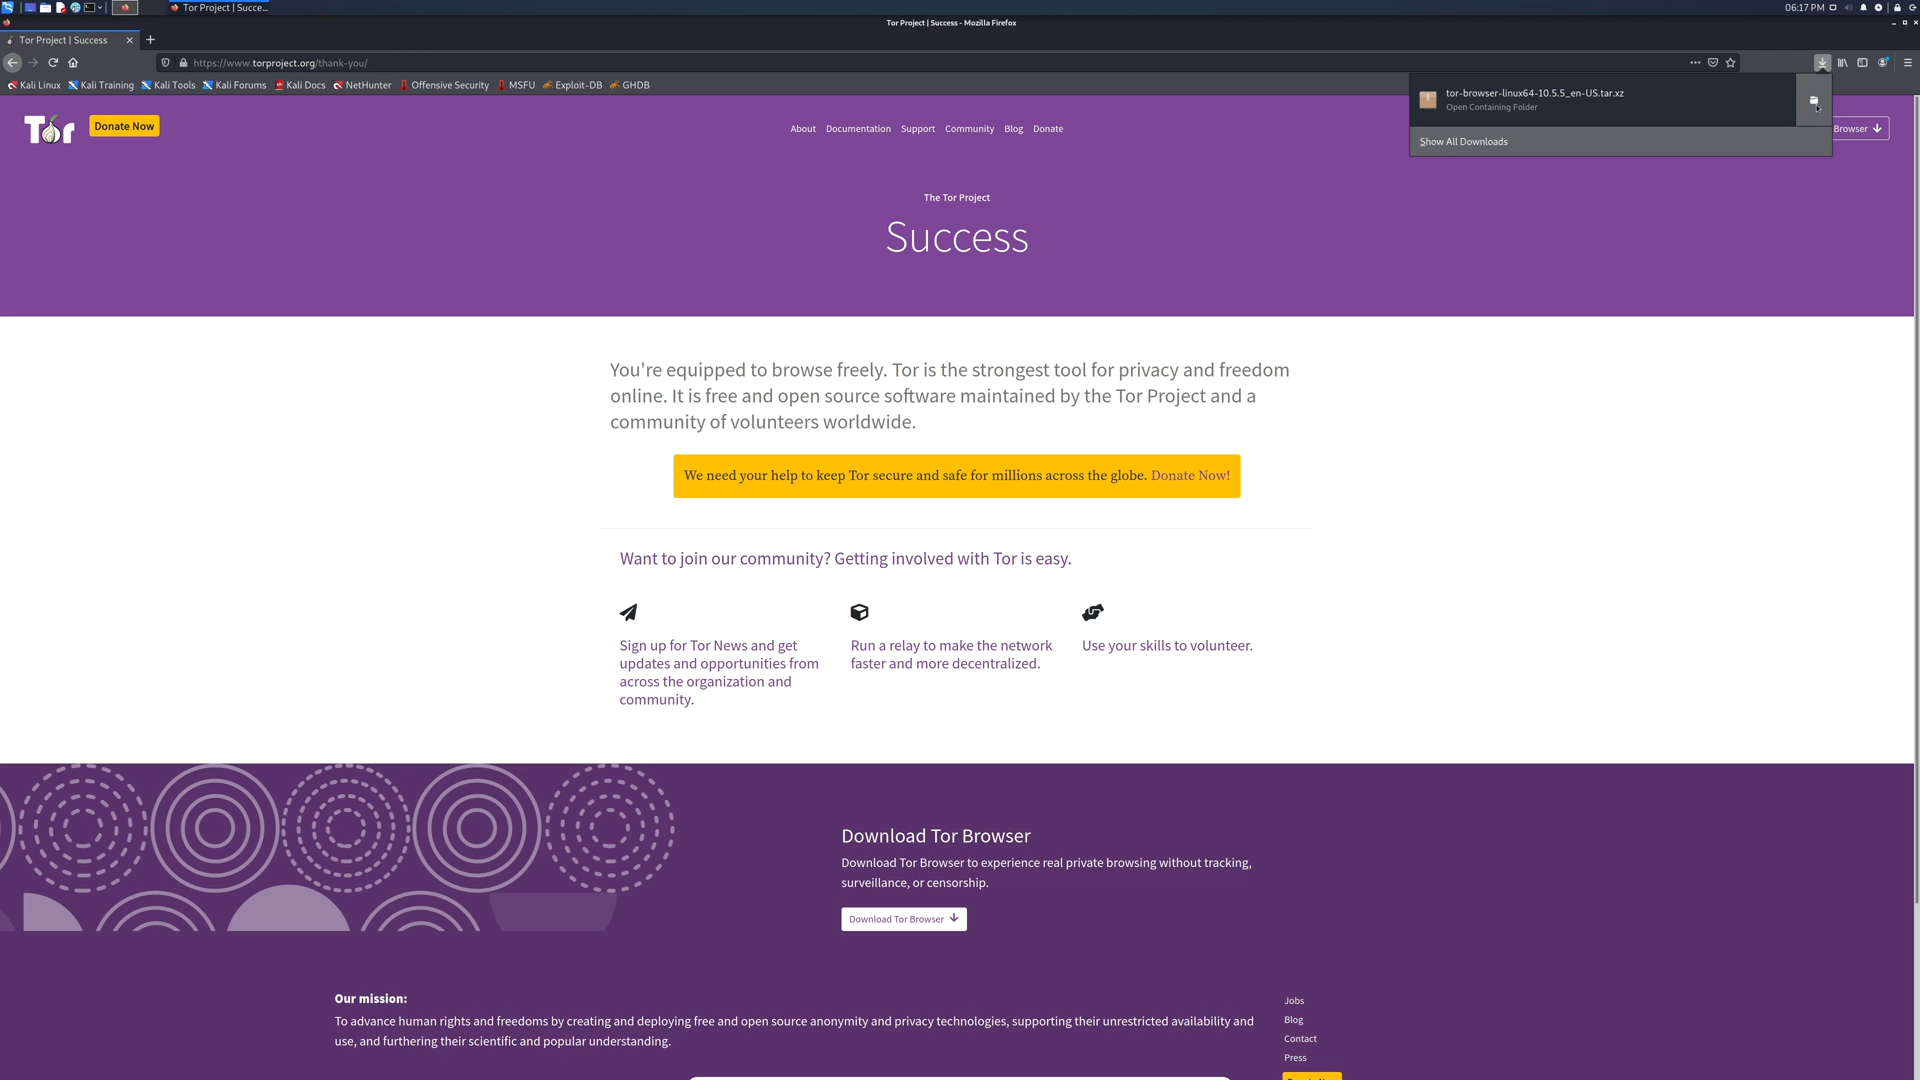 Tor Project | Succe...
06:17 PM
Tor Project | Success - Mozilla Firefox
Tor Project | Success
https://www.torproject.org/thank-you/
Kali Linux
Kali Training
Kali Tools
Kali Forums
Kali Docs
NetHunter
Offensive Security
MSFU
Exploit-DB
GHDB
tor-browser-linux64-10.5.5_en-US.tar.xz
Open Containing Folder
Show All Downloads
Tor
Donate Now
About
Documentation
Support
Community
Blog
Donate
Browser
The Tor Project
Success
You're equipped to browse freely. Tor is the strongest tool for privacy and freedom
online. It is free and open source software maintained by the Tor Project and a
community of volunteers worldwide.
We need your help to keep Tor secure and safe for millions across the globe. Donate Now!
Want to join our community? Getting involved with Tor is easy.
Sign up for Tor News and get
updates and opportunities from
across the organization and
community.
Run a relay to make the network
faster and more decentralized.
Use your skills to volunteer.
Download Tor Browser
Download Tor Browser to experience real private browsing without tracking,
surveillance, or censorship.
Download Tor Browser
Our mission:
To advance human rights and freedoms by creating and deploying free and open source anonymity and privacy technologies, supporting their unrestricted availability and
use, and furthering their scientific and popular understanding.
Jobs
Blog
Contact
Press